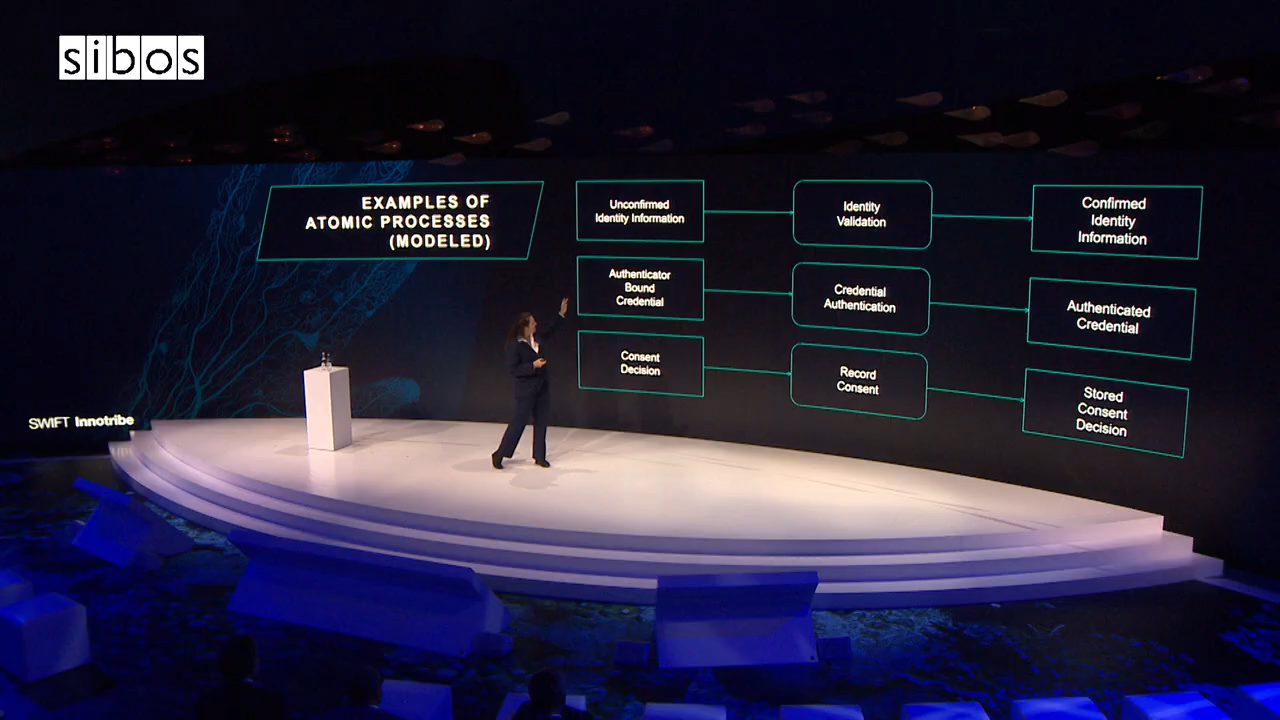 sibos
EXAMPLES OF
ATOMIC PROCESSES
(MODELED)
Unconfirmed
Identity Information
Identity
Validation
Confirmed
Identity
Information
Authenticator
Bound
Credential
Credential
Authentication
Authenticated
Credential
Consent
Decision
Record
Consent
Stored
Consent
Decision
SWIFT Innotribe